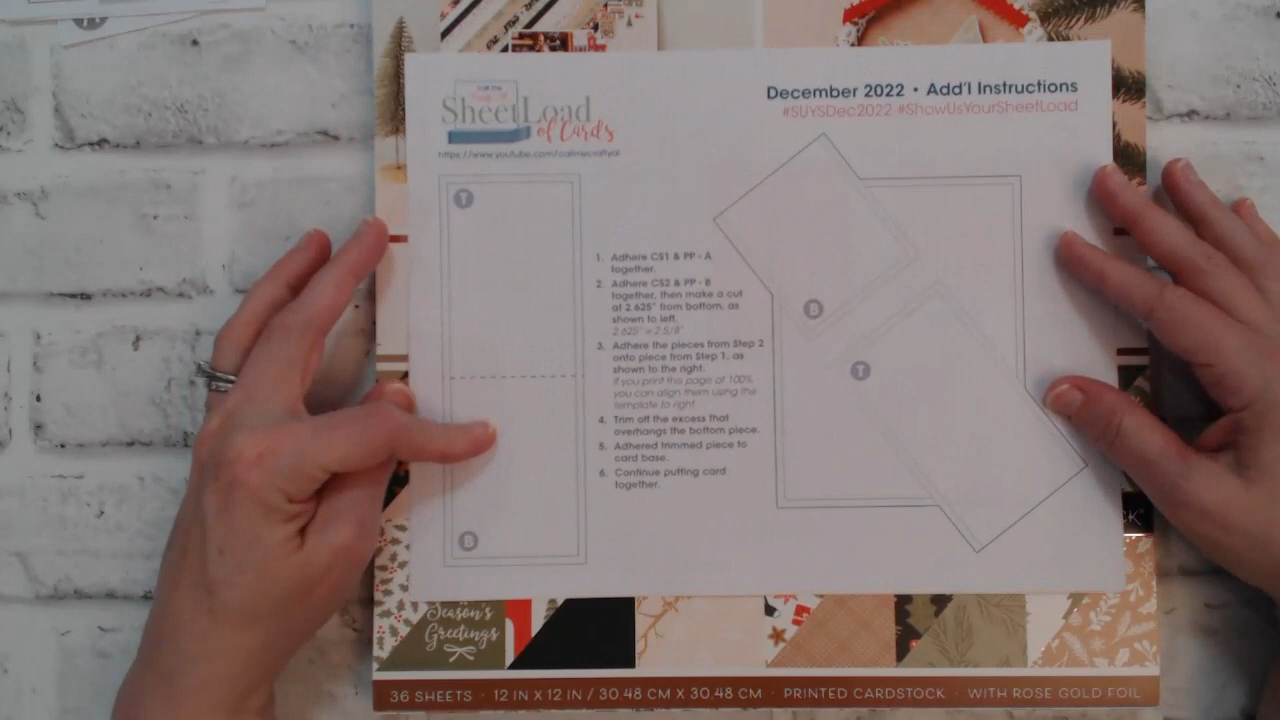 December 2022 • Add'l Instructions
#SUYSDec2022 #ShowUsYourSheetLoad
SheetLoad
of Cards
T
B
1. Adhere CS1 & PP - A
together.
2. Adhere CS2 & PP - B
together, then make a cut
at 2.625" from bottom, as
shown to left.
2.625" = 2 5/8"
3. Adhere the pieces from Step 2
onto piece from Step 1, as
shown to the right.
If you print this page at 100%
you can align them using the
template to right
4. Trim off the excess that
overhangs the bottom piece.
5. Adhered trimmed piece to
card base.
6. Continue putting card
together.
B
T
Season's
Greetings
36 SHEETS · 12 IN X 12 IN / 30.48 CM X 30.48 CM · PRINTED CARDSTOCK · WITH ROSE GOLD FOIL